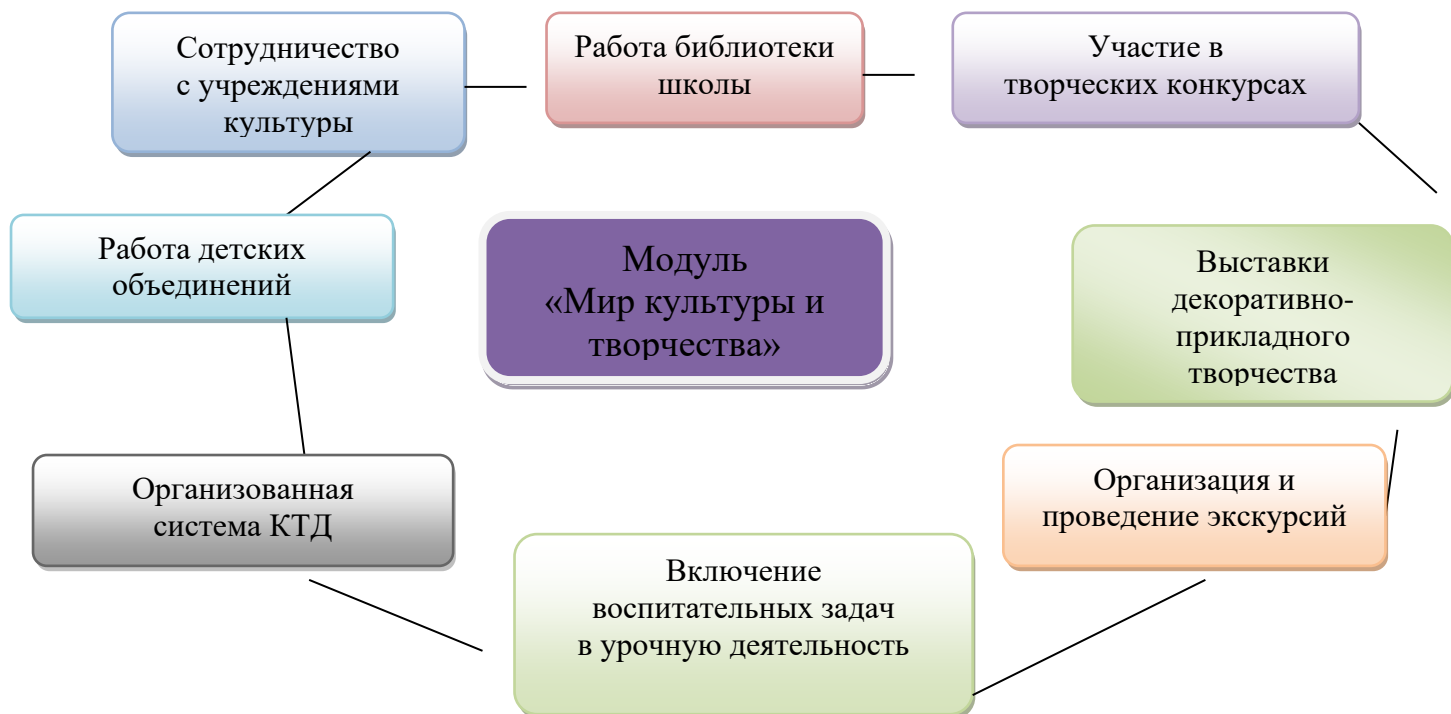 Сотрудничество
с учреждениями
культуры
Работа библиотеки
школы
Участие в
творческих конкурсах
Работа детских
объединений
Модуль
«Мир культуры и
творчества»
Выставки
декоративно-
прикладного
творчества
Организованная
система КТД
Включение
воспитательных задач
в урочную деятельность
Организация и
проведение экскурсий